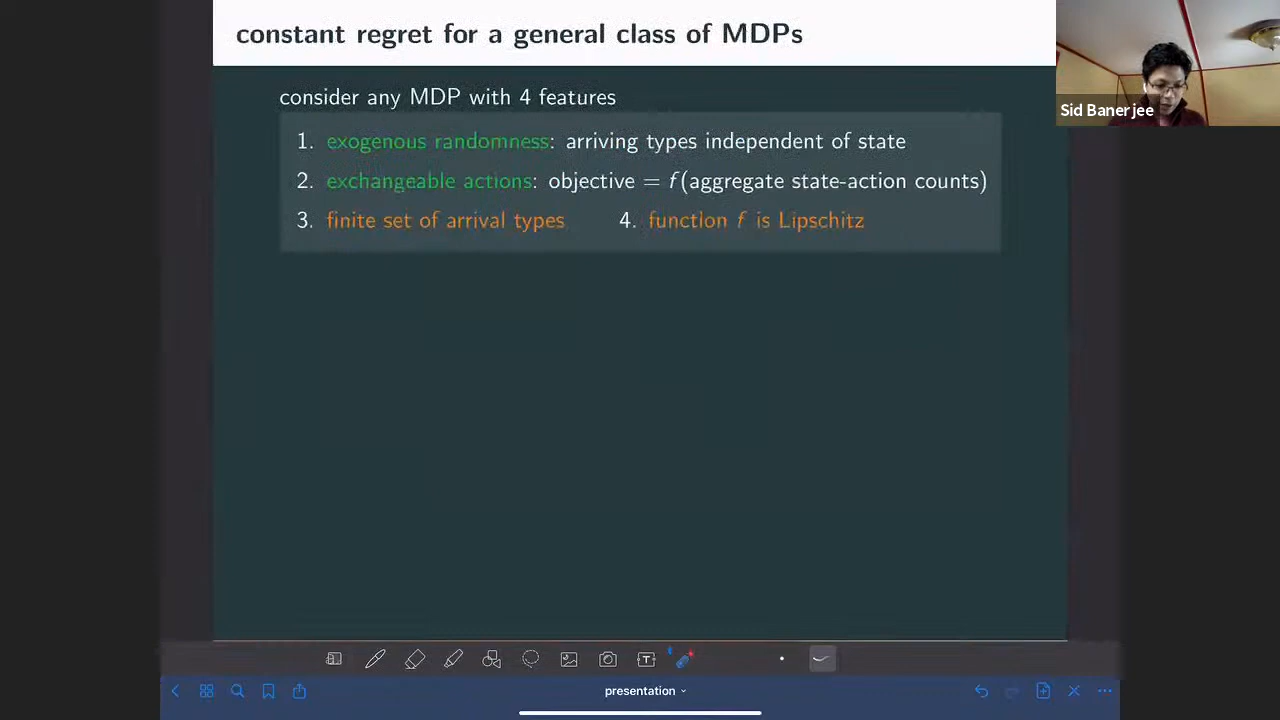 constant regret for a general class of MDPs
Sid Banerjee
consider any MDP with 4 features
1. exogenous randomness: arriving types independent of state
2. exchangeable actions: objective = f(aggregate state-action counts)
3. finite set of arrival types 4. function f is Lipschitz
T
presentation